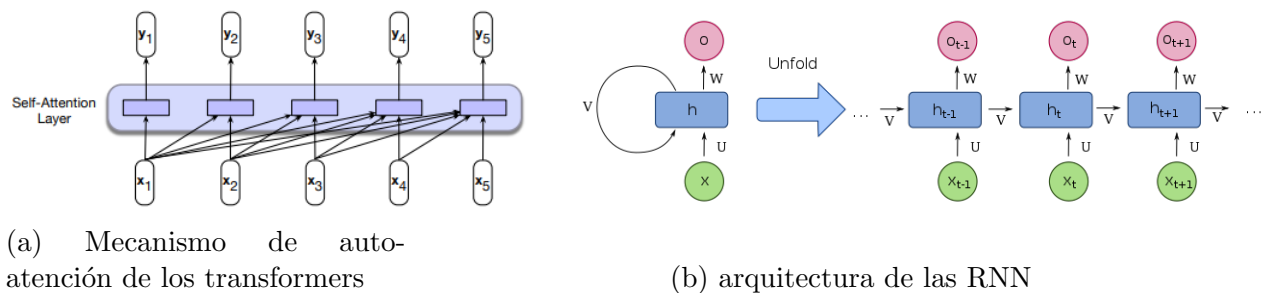 y1 y2 y3 y4 y5
Self-Attention
Layer
x1 x2 x3 x4 x5
(a) Mecanismo de auto-
atención de los transformers
o
W
V
h
U
x
Unfold
ot-1 ot ot+1
W W W
... V ht-1 V ht V ht+1 V ...
U U U
xt-1 xt xt+1
(b) arquitectura de las RNN